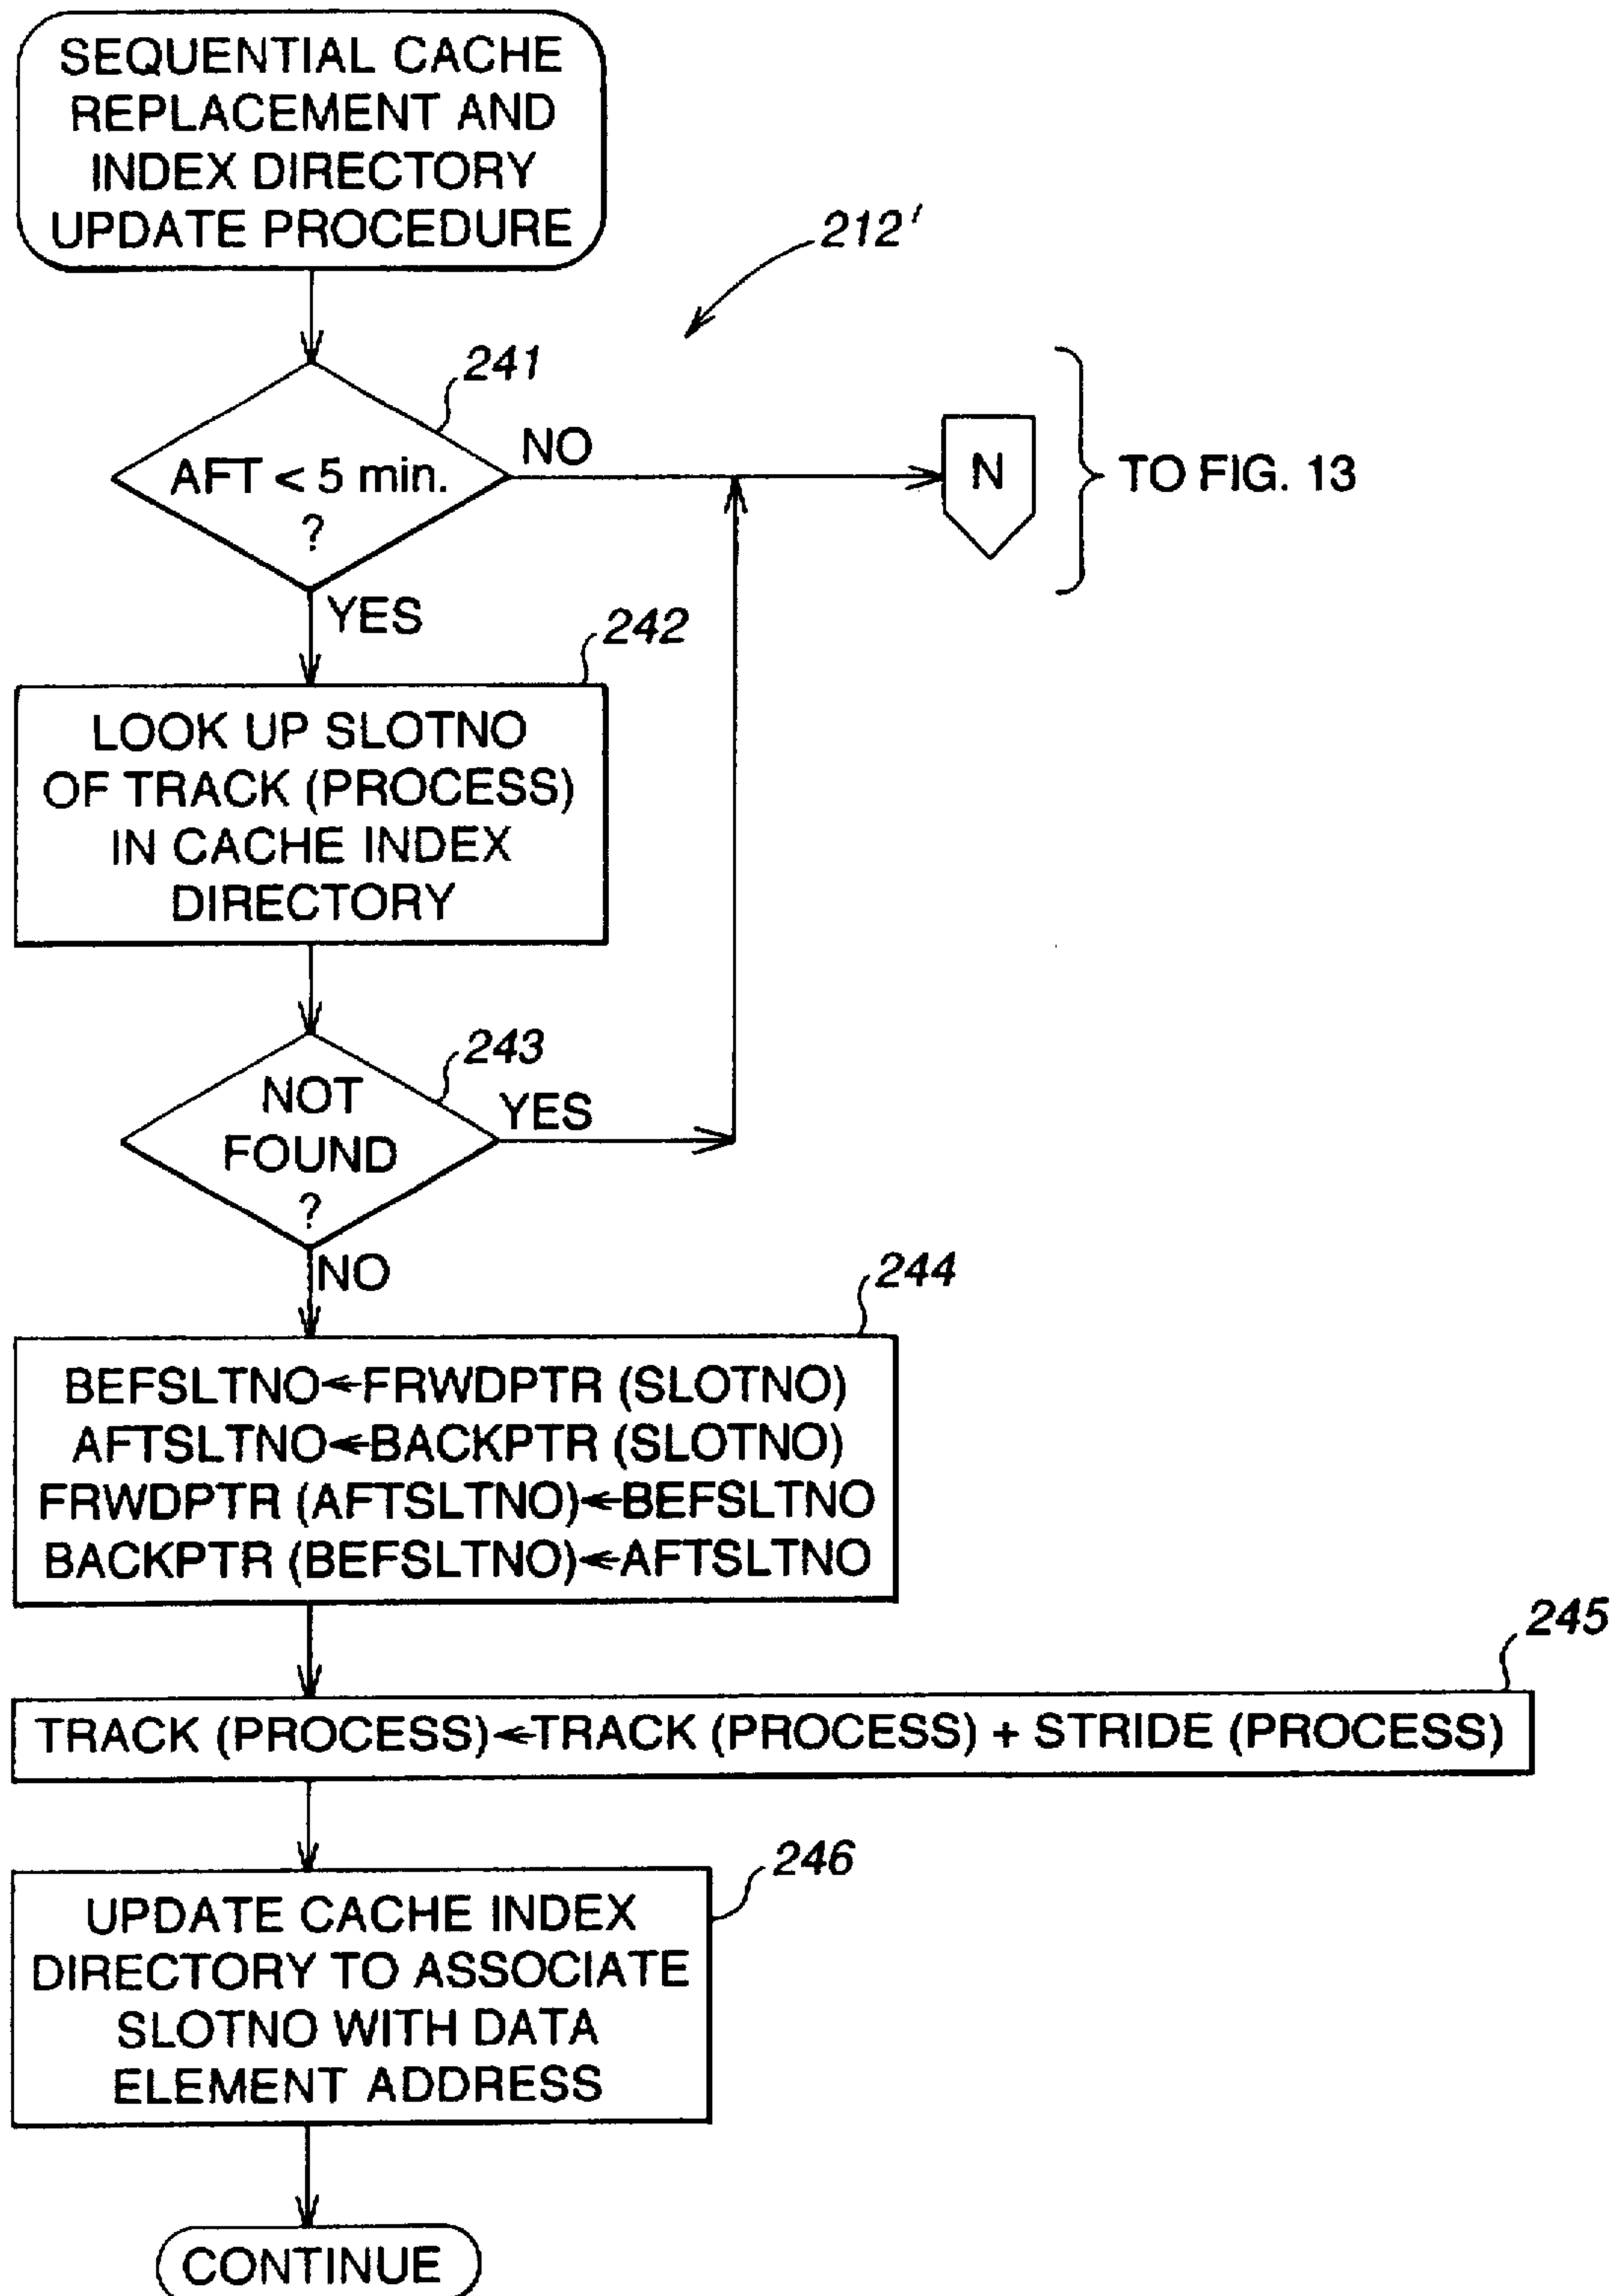 SEQUENTIAL CACHE
REPLACEMENT AND
INDEX DIRECTORY
UPDATE PROCEDURE
212'
241
AFT < 5 min.
?
NO
N
TO FIG. 13
YES
242
LOOK UP SLOTNO
OF TRACK (PROCESS)
IN CACHE INDEX
DIRECTORY
243
NOT
FOUND
?
YES
NO
244
BEFSLTNO←FRWDPTR (SLOTNO)
AFTSLTNO←BACKPTR (SLOTNO)
FRWDPTR (AFTSLTNO)←BEFSLTNO
BACKPTR (BEFSLTNO)←AFTSLTNO
245
TRACK (PROCESS)←TRACK (PROCESS) + STRIDE (PROCESS)
246
UPDATE CACHE INDEX
DIRECTORY TO ASSOCIATE
SLOTNO WITH DATA
ELEMENT ADDRESS
CONTINUE